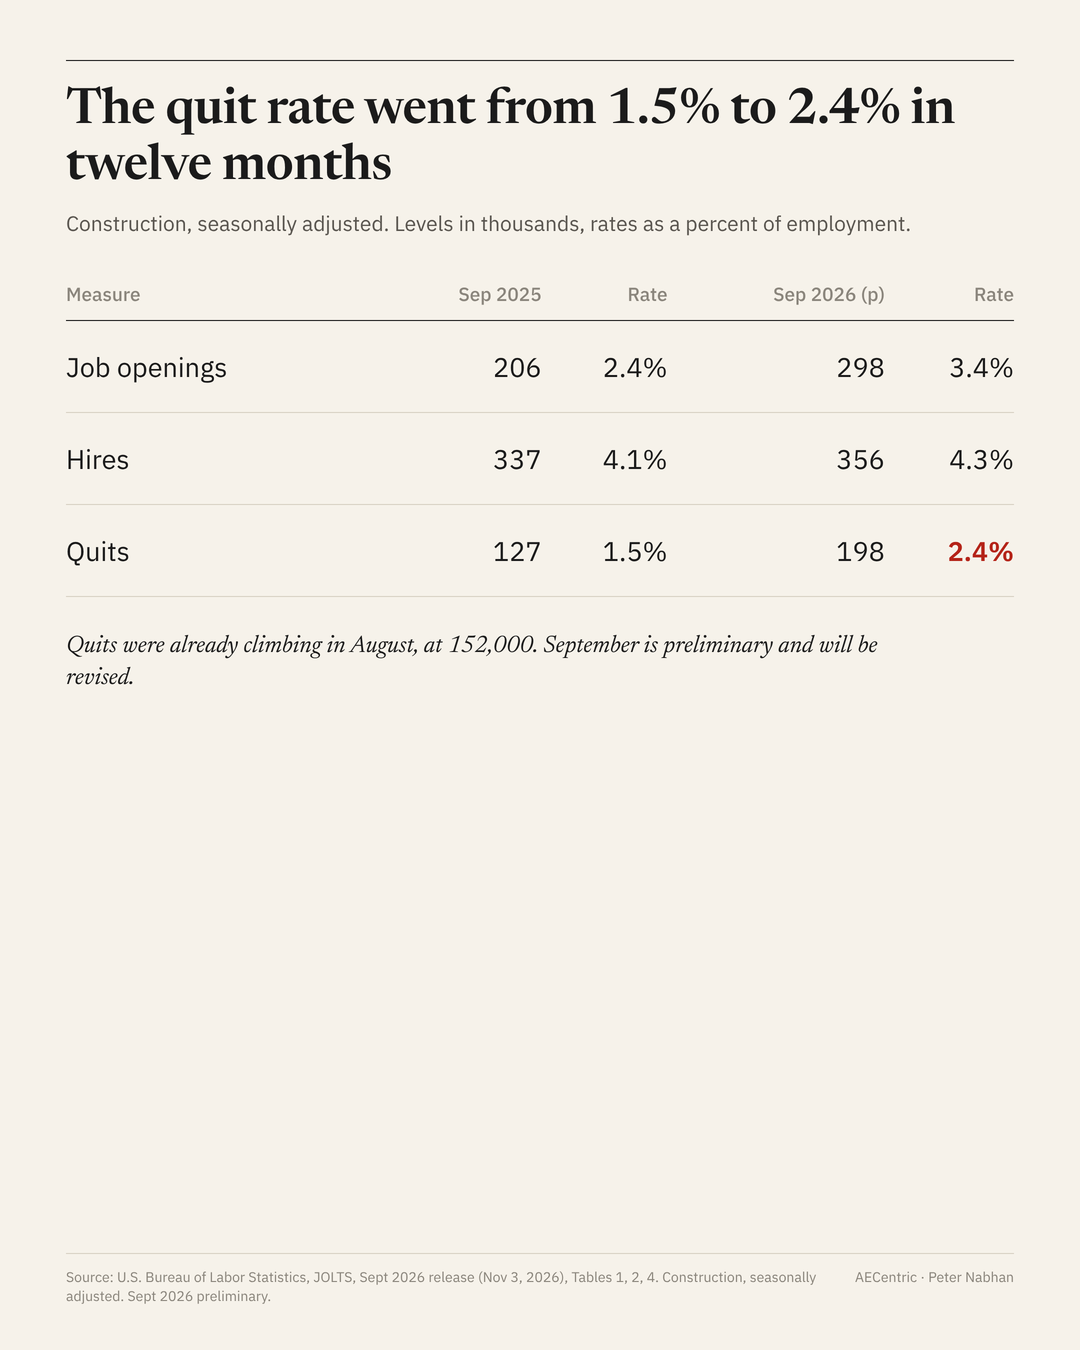 The quit rate went from 1.5% to 2.4% in
twelve months
Construction, seasonally adjusted. Levels in thousands, rates as a percent of employment.
Measure Sep 2025 Rate Sep 2026 (p) Rate
Job openings 206 2.4% 298 3.4%
Hires 337 4.1% 356 4.3%
Quits 127 1.5% 198 2.4%
Quits were already climbing in August, at 152,000. September is preliminary and will be
revised.
Source: U.S. Bureau of Labor Statistics, JOLTS, Sept 2026 release (Nov 3, 2026), Tables 1, 2, 4. Construction, seasonally
adjusted. Sept 2026 preliminary.
AECentric · Peter Nabhan